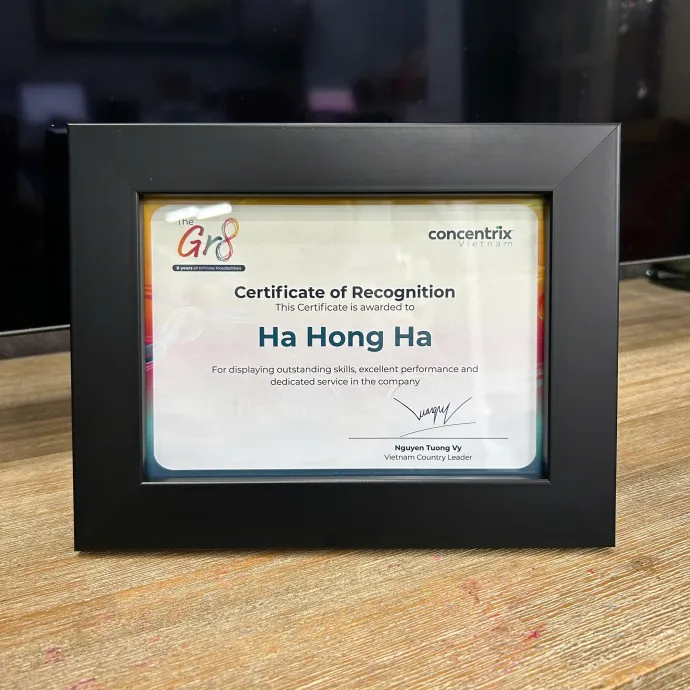 The
Gr8
8 years of Infinite Possibilities
concentrix
Vietnam
Certificate of Recognition
This Certificate is awarded to
Ha Hong Ha
For displaying outstanding skills, excellent performance and
dedicated service in the company
Nguyen Tuong Vy
Vietnam Country Leader